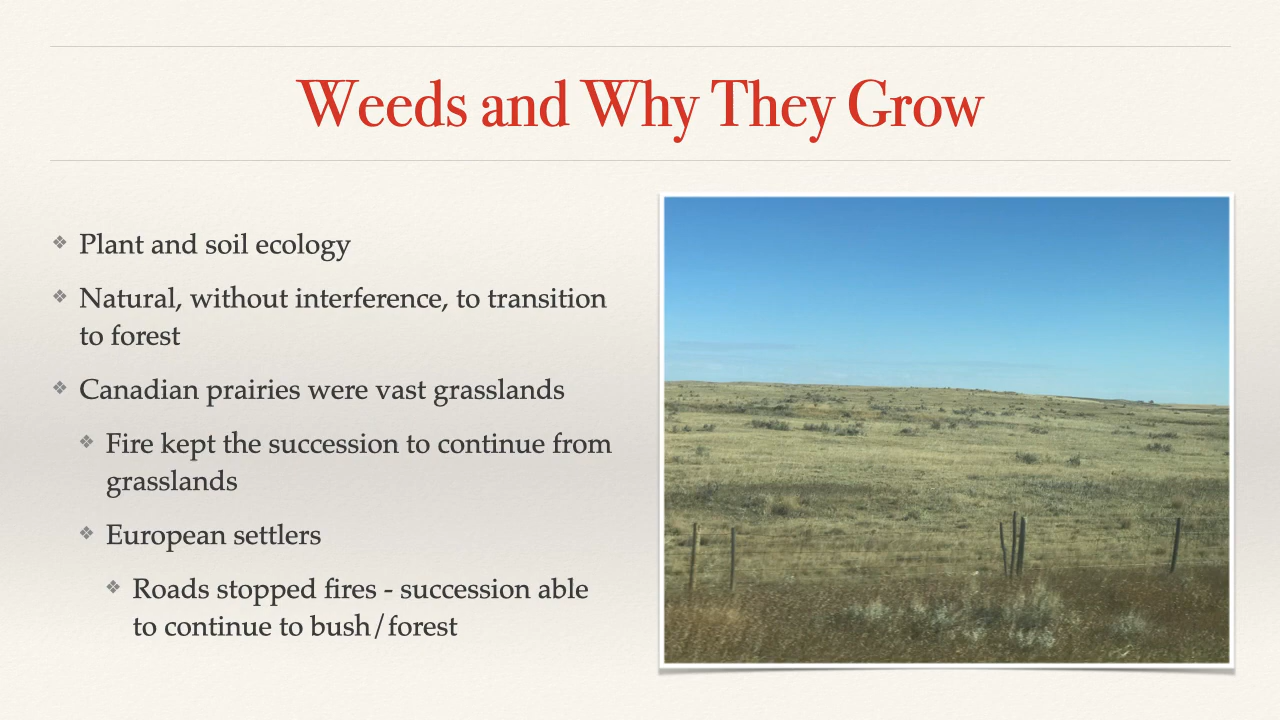 Weeds and Why They Grow
❖ Plant and soil ecology
❖ Natural, without interference, to transition
to forest
❖ Canadian prairies were vast grasslands
❖ Fire kept the succession to continue from
grasslands
❖ European settlers
❖ Roads stopped fires - succession able
to continue to bush/forest